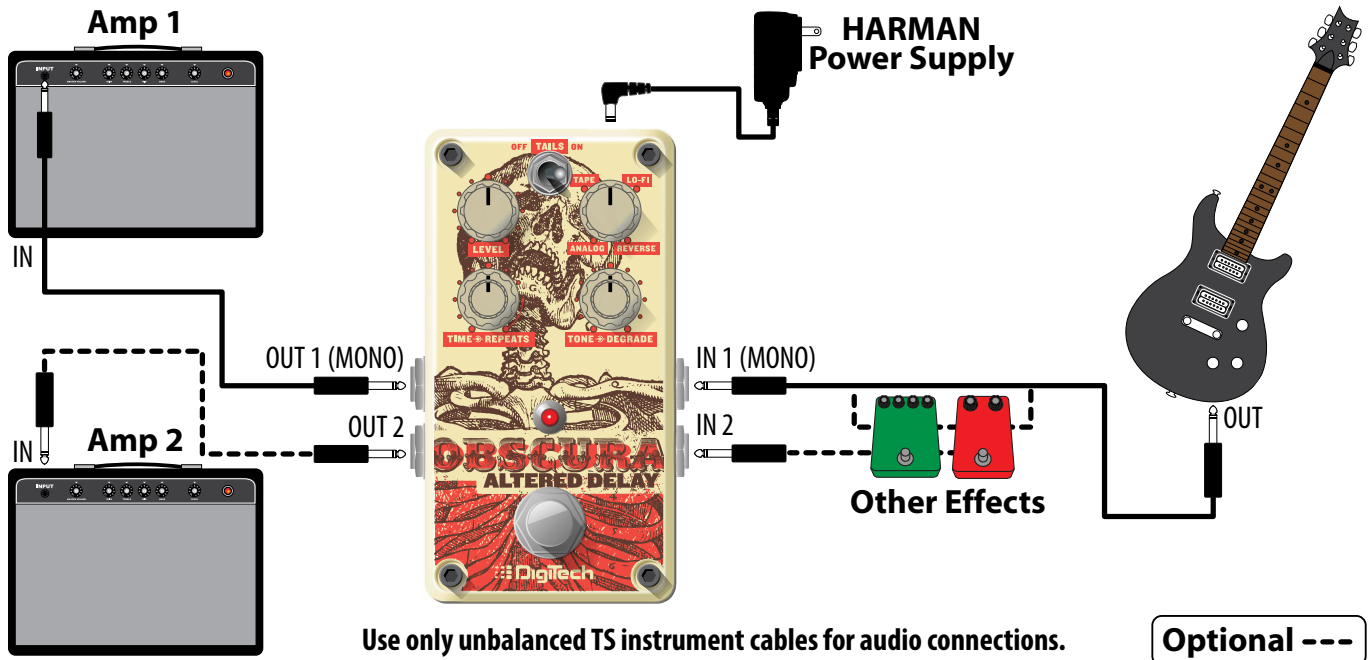 Amp 1
INPUT
IN
HARMAN
Power Supply
OFF TAILS ON
TAPE LO-FI
LEVEL
ANALOG REVERSE
G
TIME REPEATS
TONE DEGRADE
OUT 1 (MONO)
IN 1 (MONO)
OUT 2
IN 2
OBSCURA
ALTERED DELAY
DigiTech
Other Effects
OUT
IN
Amp 2
INPUT
Use only unbalanced TS instrument cables for audio connections.
Optional ---